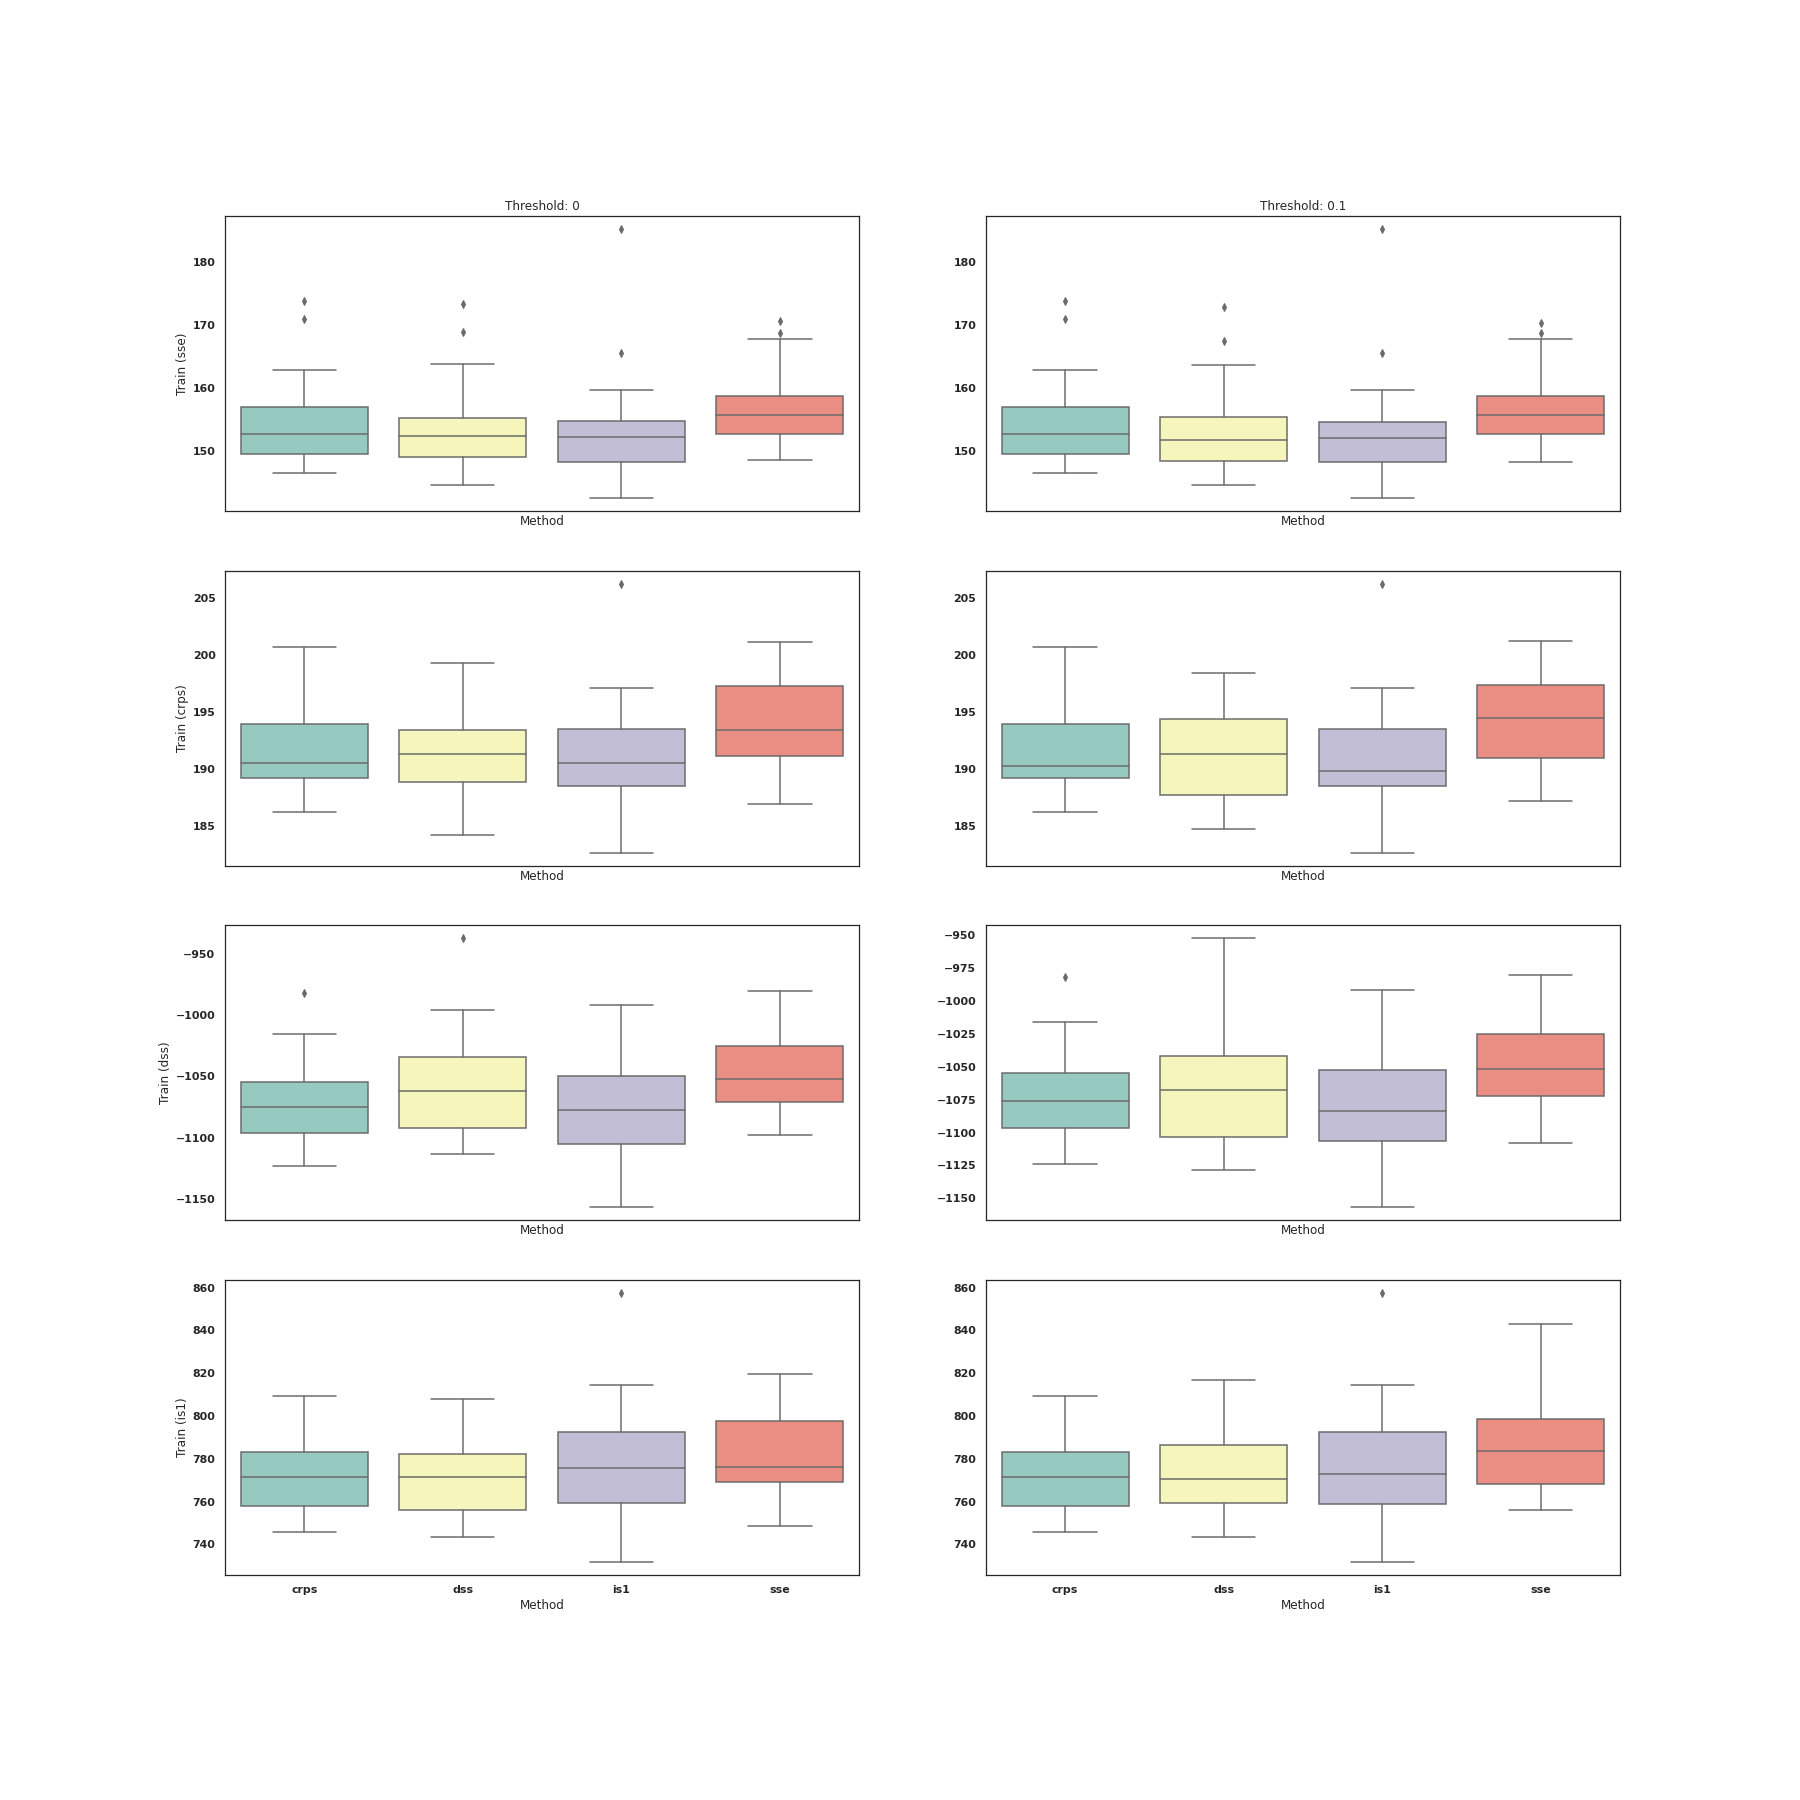 Threshold: 0
Threshold: 0.1
Train (sse)
180
170
160
150
Method
180
170
160
150
Method
Train (crps)
205
200
195
190
185
Method
205
200
195
190
185
Method
Train (dss)
−950
−1000
−1050
−1100
−1150
Method
−950
−975
−1000
−1025
−1050
−1075
−1100
−1125
−1150
Method
Train (is1)
860
840
820
800
780
760
740
crps dss is1 sse
Method
860
840
820
800
780
760
740
crps dss is1 sse
Method